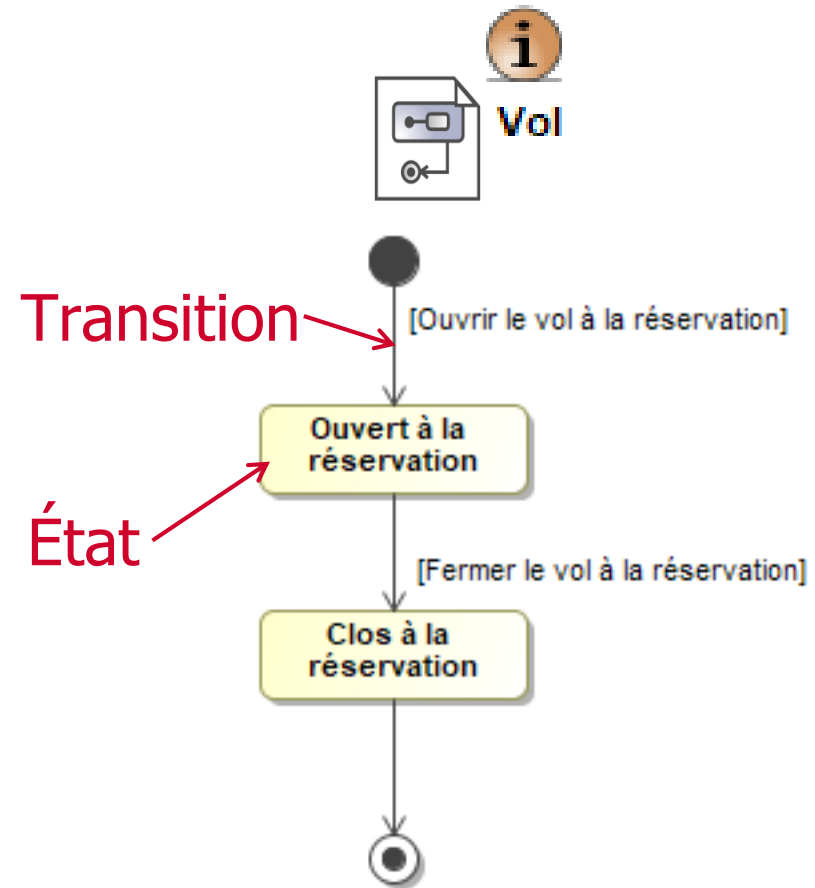 i
Vol
Transition
[Ouvrir le vol à la réservation]
Ouvert à la
réservation
État
[Fermer le vol à la réservation]
Clos à la
réservation